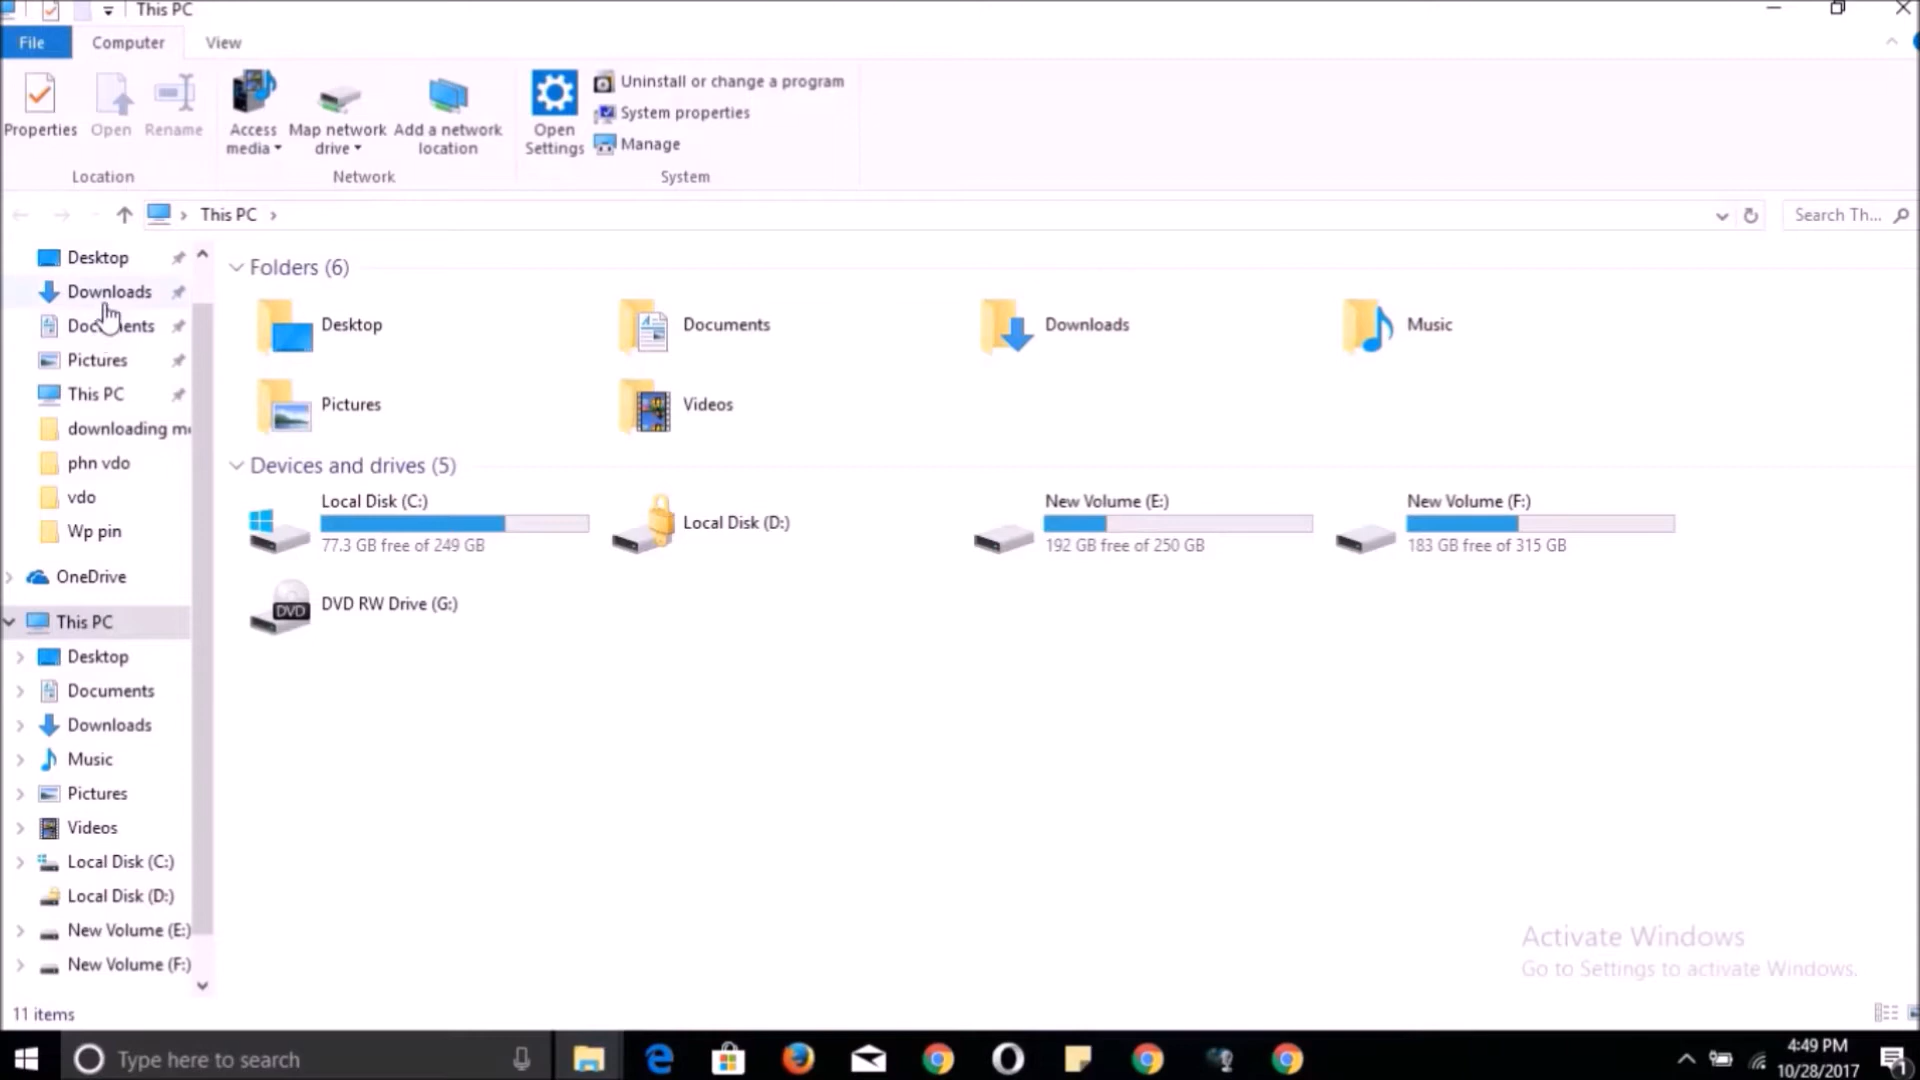 This PC
File
Computer
View
Properties
Open
Rename
Access
media
Map network
drive
Add a network
location
Open
Settings
Uninstall or change a program
System properties
Manage
Location
Network
System
This PC
Search Th...
Desktop
Downloads
Documents
Pictures
This PC
downloading
phn vdo
vdo
Wp pin
OneDrive
This PC
Desktop
Documents
Downloads
Music
Pictures
Videos
Local Disk (C:)
Local Disk (D:)
New Volume (E:)
New Volume (F:)
Folders (6)
Desktop
Documents
Downloads
Music
Pictures
Videos
Devices and drives (5)
Local Disk (C:)
77.3 GB free of 249 GB
Local Disk (D:)
New Volume (E:)
192 GB free of 250 GB
New Volume (F:)
183 GB free of 315 GB
DVD
DVD RW Drive (G:)
Activate Windows
Go to Settings to activate Windows.
11 items
Type here to search
4:49 PM
10/28/2017
1